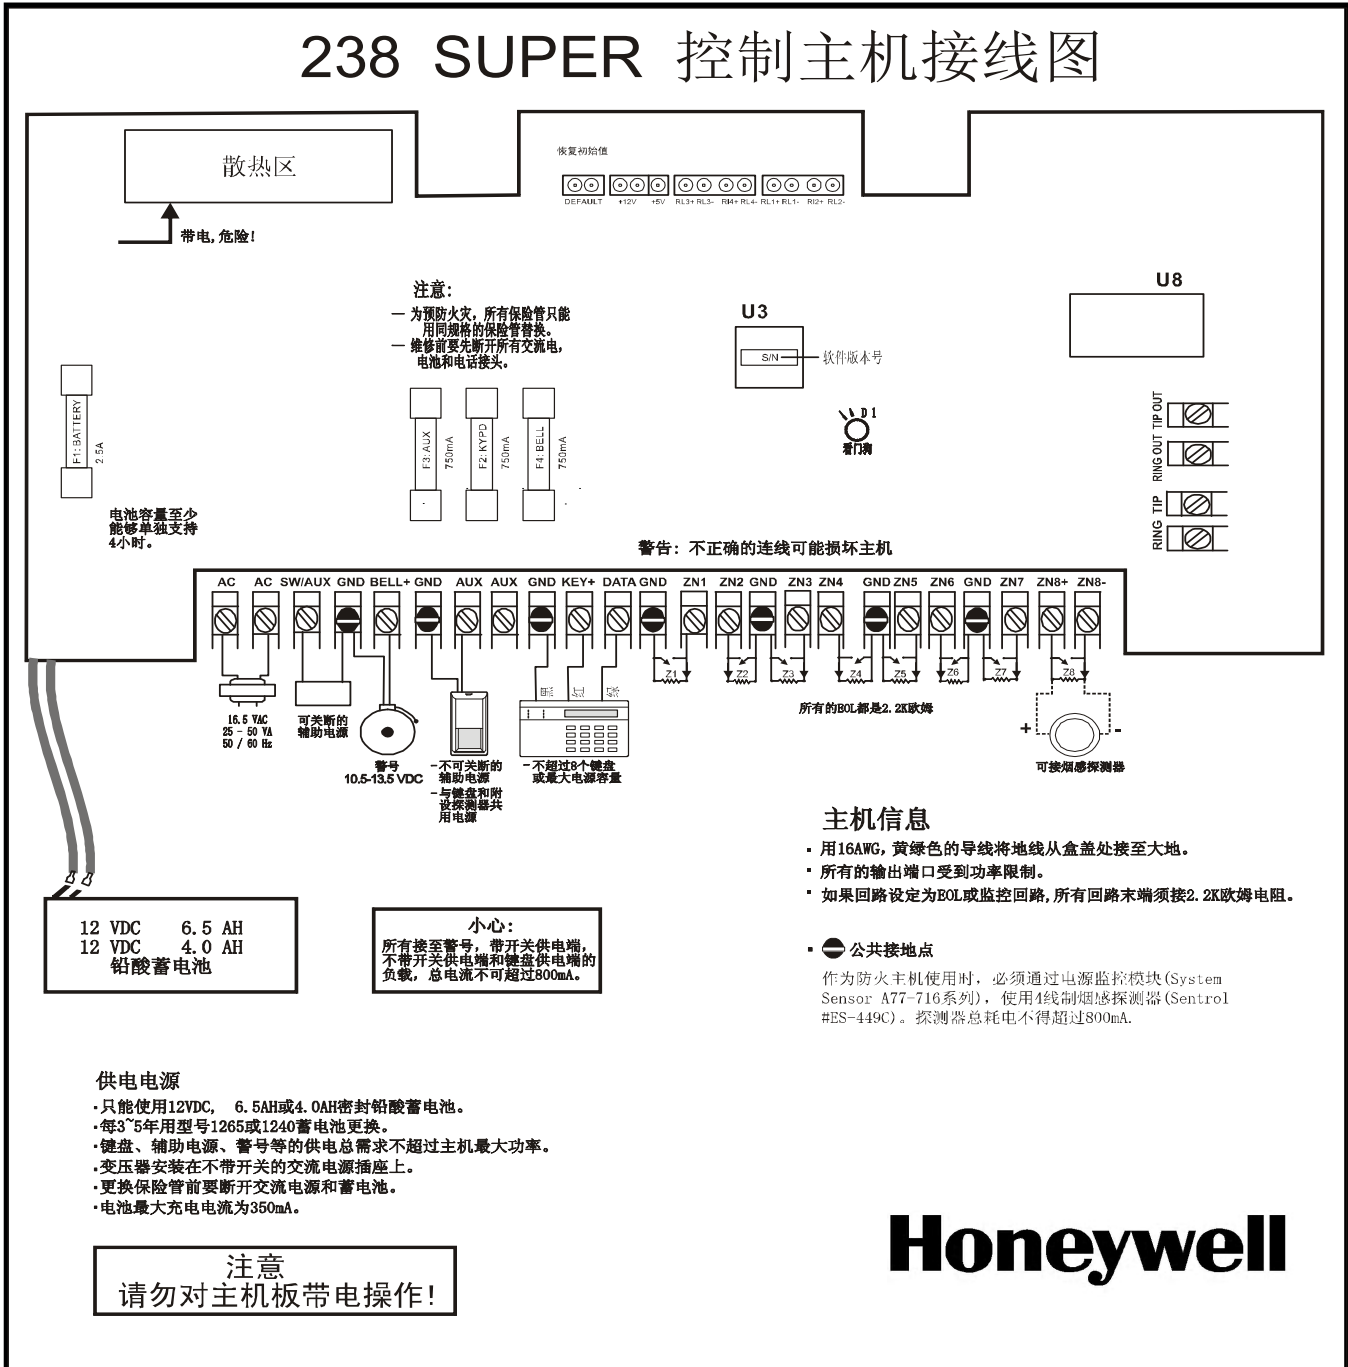 238 SUPER 控制主机接线图
散热区
带电,危险!
恢复初始值
DEFAULT +12V +5V RL3+ RL3- RI4+ RL4- RL1+ RL1- RI2+ RL2-
注意:
— 为预防火灾, 所有保险管只能
用同规格的保险管替换。
— 维修前要先断开所有交流电,
电池和电话接头。
U3
S/N
软件版本号
U8
D1
看门狗
F1: BATTERY
2.5A
F3: AUX
750mA
F2: KYPD
750mA
F4: BELL
750mA
TIP OUT
RING OUT
TIP
RING
电池容量至少
能够单独支持
4小时。
警告: 不正确的连线可能损坏主机
AC AC SW/AUX GND BELL+ GND AUX AUX GND KEY+ DATA GND ZN1 ZN2 GND ZN3 ZN4 GND ZN5 ZN6 GND ZN7 ZN8+ ZN8-
Z1 Z2 Z3 Z4 Z5 Z6 Z7 Z8
黑 红 绿
16.5 VAC
25 - 50 VA
50 / 60 Hz
可关断的
辅助电源
警号
10.5-13.5 VDC
- 不可关断的
辅助电源
- 与键盘和附
设探测器共
用电源
- 不超过8个键盘
或最大电源容量
所有的EOL都是2.2K欧姆
+ -
可接烟感探测器
主机信息
▪ 用16AWG, 黄绿色的导线将地线从盒盖处接至大地。
▪ 所有的输出端口受到功率限制。
▪ 如果回路设定为EOL或监控回路, 所有回路末端须接2.2K欧姆电阻。
▪ 公共接地点
作为防火主机使用时, 必须通过电源监控模块(System
Sensor A77-716系列), 使用4线制烟感探测器(Sentrol
#ES-449C)。探测器总耗电不得超过800mA.
12 VDC 6.5 AH
12 VDC 4.0 AH
铅酸蓄电池
小心:
所有接至警号, 带开关供电端,
不带开关供电端和键盘供电端的
负载, 总电流不可超过800mA。
供电电源
·只能使用12VDC, 6.5AH或4.0AH密封铅酸蓄电池。
·每3~5年用型号1265或1240蓄电池更换。
·键盘、辅助电源、警号等的供电总需求不超过主机最大功率。
·变压器安装在不带开关的交流电源插座上。
·更换保险管前要断开交流电源和蓄电池。
·电池最大充电电流为350mA。
注意
请勿对主机板带电操作!
Honeywell